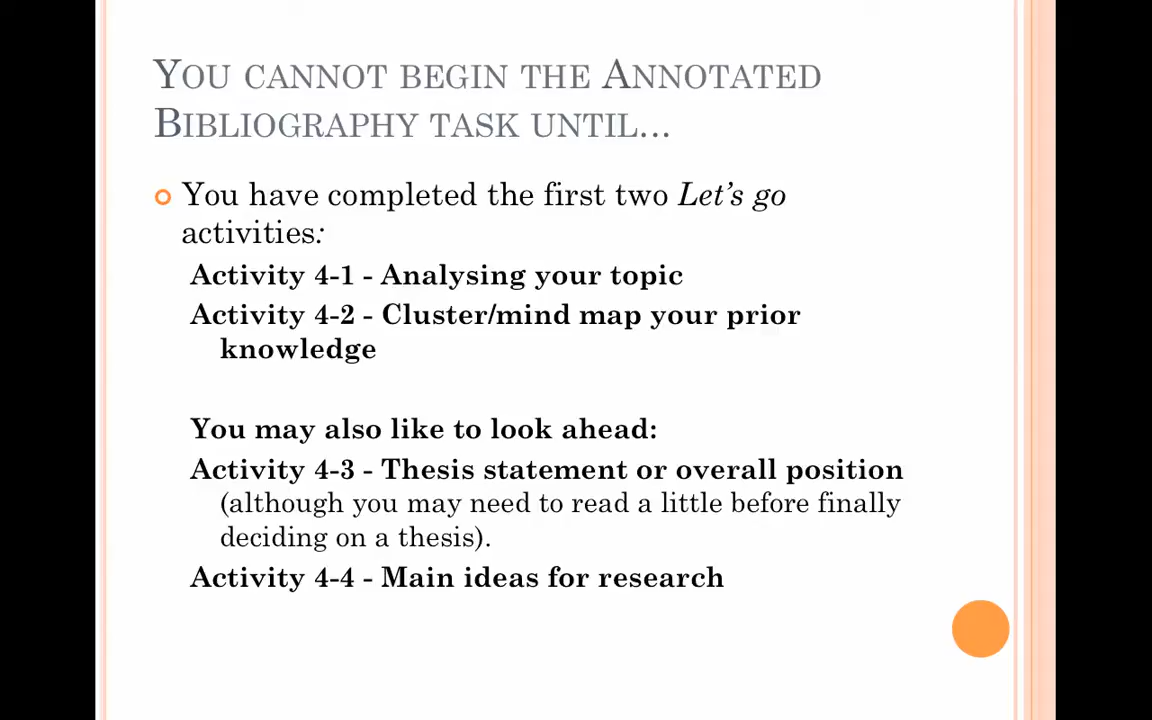 You cannot begin the Annotated
Bibliography task until...
You have completed the first two Let's go
activities:
Activity 4-1 - Analysing your topic
Activity 4-2 - Cluster/mind map your prior
knowledge
You may also like to look ahead:
Activity 4-3 - Thesis statement or overall position
(although you may need to read a little before finally
deciding on a thesis).
Activity 4-4 - Main ideas for research